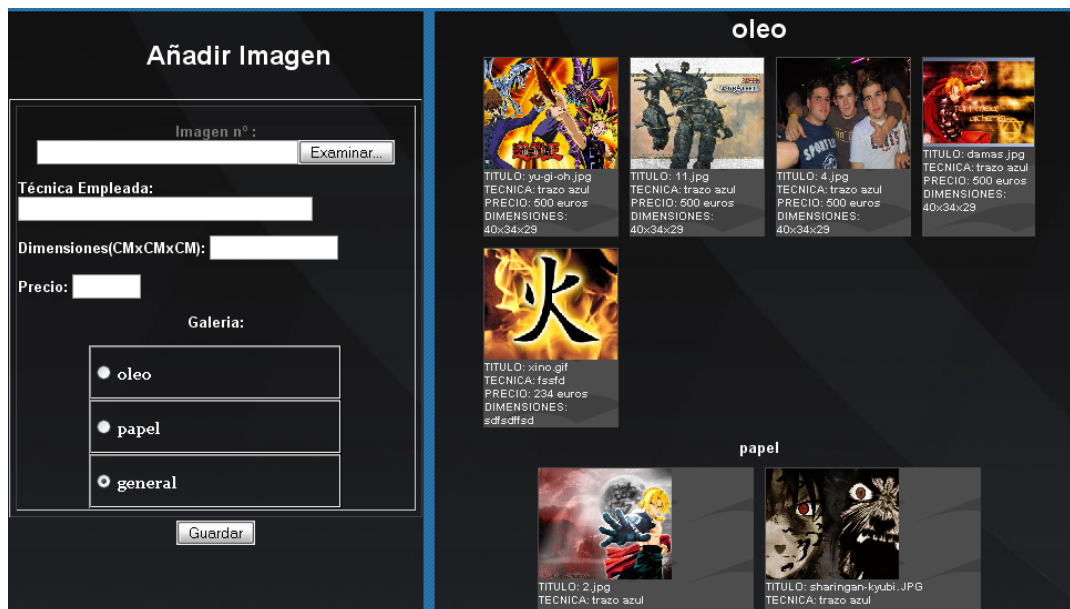 Añadir Imagen
Imagen nº :
Examinar...
Técnica Empleada:
Dimensiones(CMxCMxCM):
Precio:
Galeria:
oleo
papel
general
Guardar
oleo
TITULO: yu-gi-oh.jpg
TECNICA: trazo azul
PRECIO: 500 euros
DIMENSIONES:
40x34x29
TITULO: 11.jpg
TECNICA: trazo azul
PRECIO: 500 euros
DIMENSIONES:
40x34x29
SPORT
TITULO: 4.jpg
TECNICA: trazo azul
PRECIO: 500 euros
DIMENSIONES:
40x34x29
TITULO: damas.jpg
TECNICA: trazo azul
PRECIO: 500 euros
DIMENSIONES:
40x34x29
火
TITULO: xino.gif
TECNICA: fssfd
PRECIO: 234 euros
DIMENSIONES:
sdfsdffsd
papel
TITULO: 2.jpg
TECNICA: trazo azul
TITULO: sharingan-kyubi.JPG
TECNICA: trazo azul